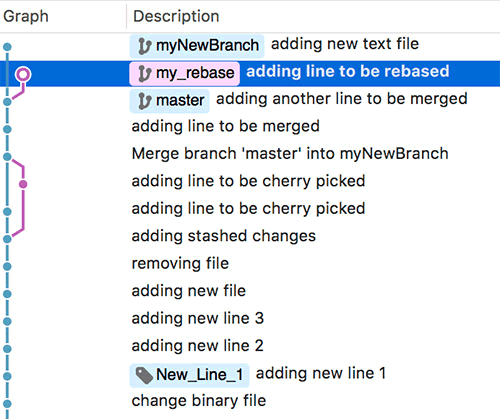 Graph Description
myNewBranch adding new text file
my_rebase adding line to be rebased
master adding another line to be merged
adding line to be merged
Merge branch 'master' into myNewBranch
adding line to be cherry picked
adding line to be cherry picked
adding stashed changes
removing file
adding new file
adding new line 3
adding new line 2
New_Line_1 adding new line 1
change binary file